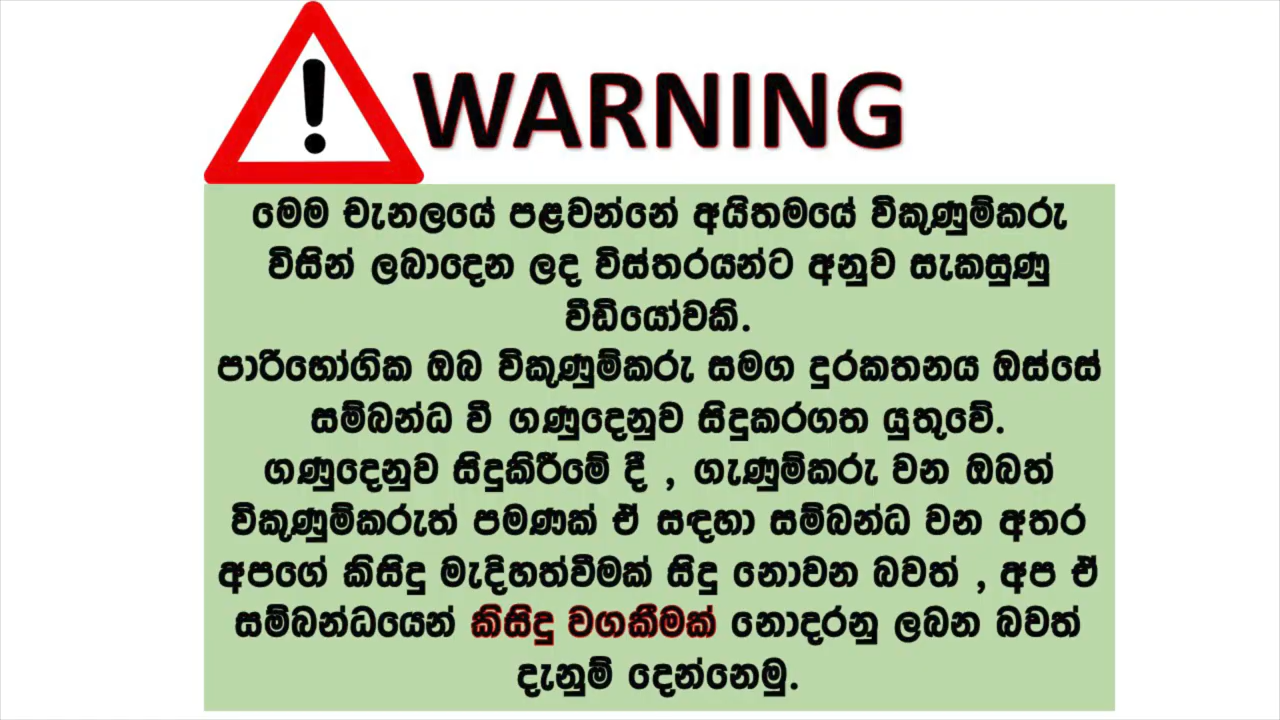 WARNING
මෙම චැනලයේ පළවන්නේ අයිතමයේ විකුණුම්කරු
විසින් ලබාදෙන ලද විස්තරයන්ට අනුව සැකසුණු
වීඩියෝවකි.
පාරිභෝගික ඔබ විකුණුම්කරු සමග දුරකතනය ඔස්සේ
සම්බන්ධ වී ගණුදෙනුව සිදුකරගත යුතුවේ.
ගණුදෙනුව සිදුකිරීමේ දී , ගැණුම්කරු වන ඔබත්
විකුණුම්කරුත් පමණක් ඒ සඳහා සම්බන්ධ වන අතර
අපගේ කිසිදු මැදිහත්වීමක් සිදු නොවන බවත් , අප ඒ
සම්බන්ධයෙන් කිසිදු වගකීමක් නොදරනු ලබන බවත්
දැනුම් දෙන්නෙමු.